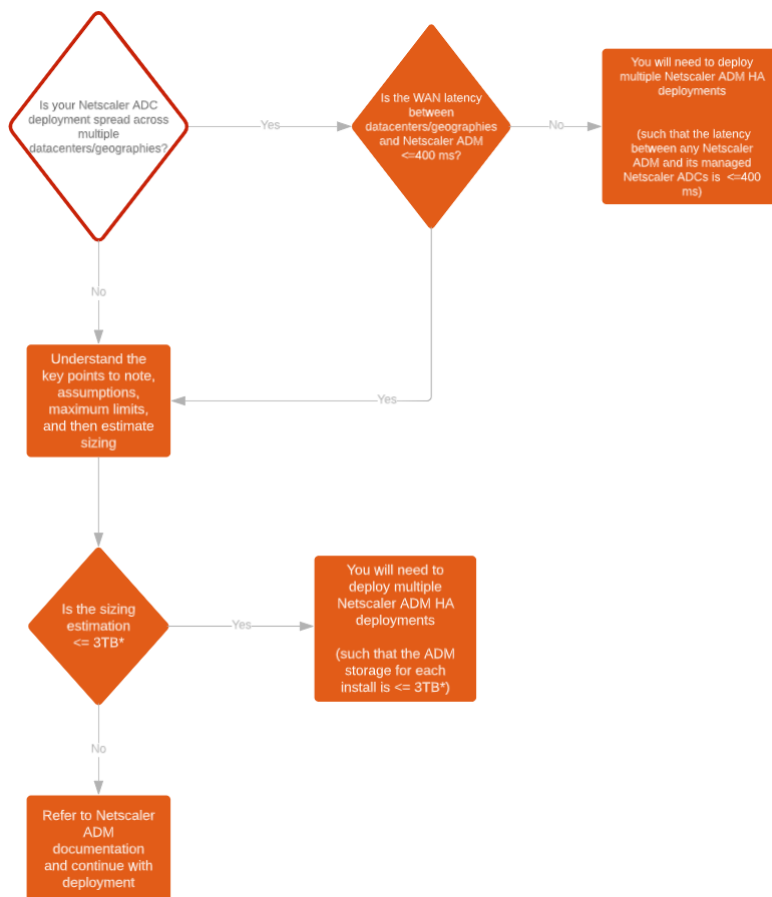 Is your Netscaler ADC
deployment spread across
multiple
datacenters/geographies?
Yes
Is the WAN latency
between
datacenters/geographies
and Netscaler ADM
<=400 ms?
No
You will need to deploy
multiple Netscaler ADM HA
deployments
(such that the latency
between any Netscaler
ADM and its managed
Netscaler ADCs is <=400
ms)
No
Understand the
key points to note,
assumptions,
maximum limits,
and then estimate
sizing
Yes
Is the sizing
estimation
<= 3TB*
Yes
You will need to
deploy multiple
Netscaler ADM HA
deployments
(such that the ADM
storage for each
install is <= 3TB*)
No
Refer to Netscaler
ADM
documentation
and continue with
deployment